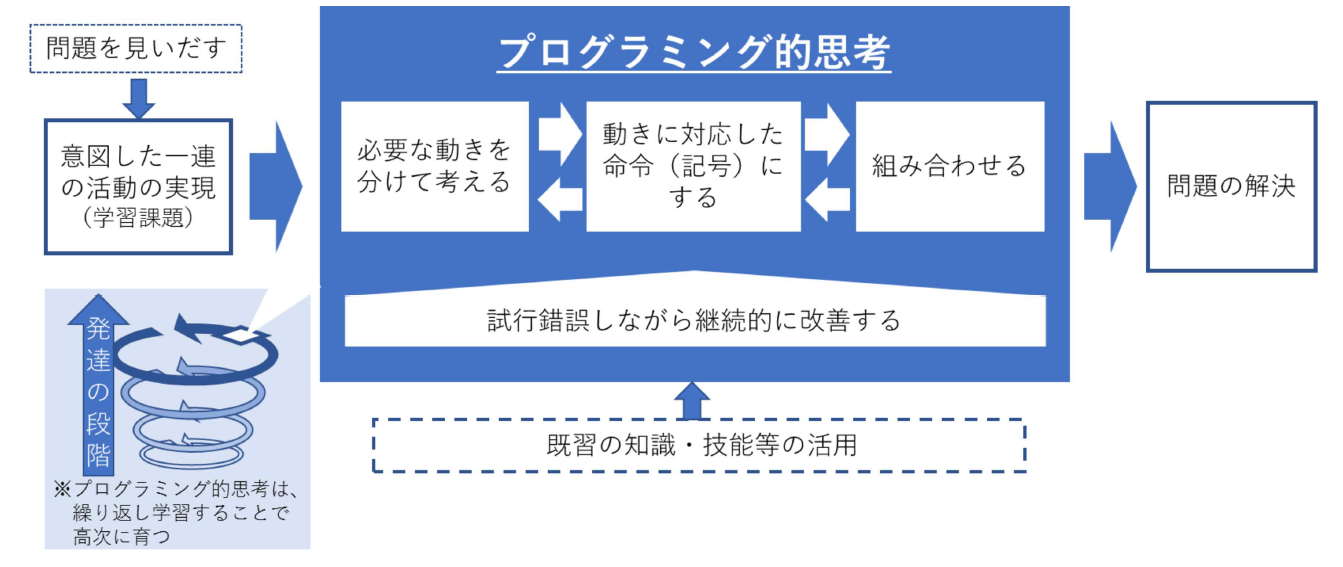 問題を見いだす
プログラミング的思考
意図した一連
の活動の実現
（学習課題）
必要な動きを
分けて考える
動きに対応した
命令（記号）に
する
組み合わせる
問題の解決
試行錯誤しながら継続的に改善する
発達の段階
既習の知識・技能等の活用
※プログラミング的思考は、
繰り返し学習することで
高次に育つ